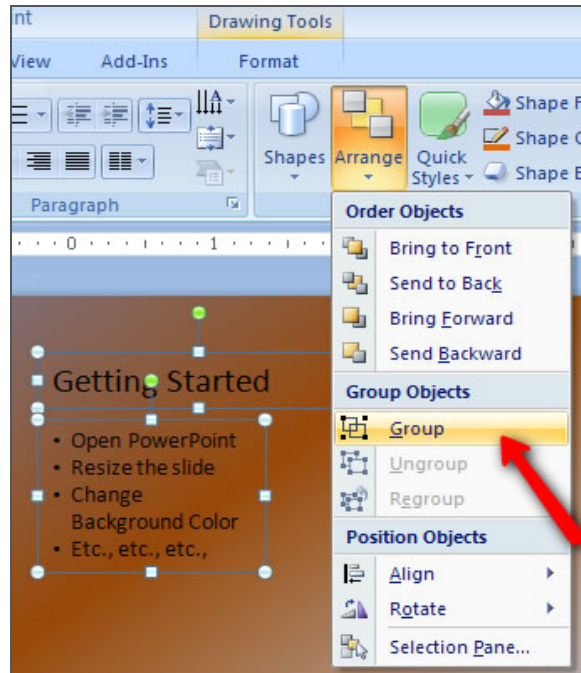 nt
Drawing Tools
View Add-Ins Format
Shapes Arrange Quick Styles
Shape F
Shape O
Shape E
Paragraph
0 1
Order Objects
Bring to Front
Send to Back
Bring Forward
Send Backward
Group Objects
Group
Ungroup
Regroup
Position Objects
Align
Rotate
Selection Pane...
Getting Started
• Open PowerPoint
• Resize the slide
• Change
Background Color
• Etc., etc., etc.,